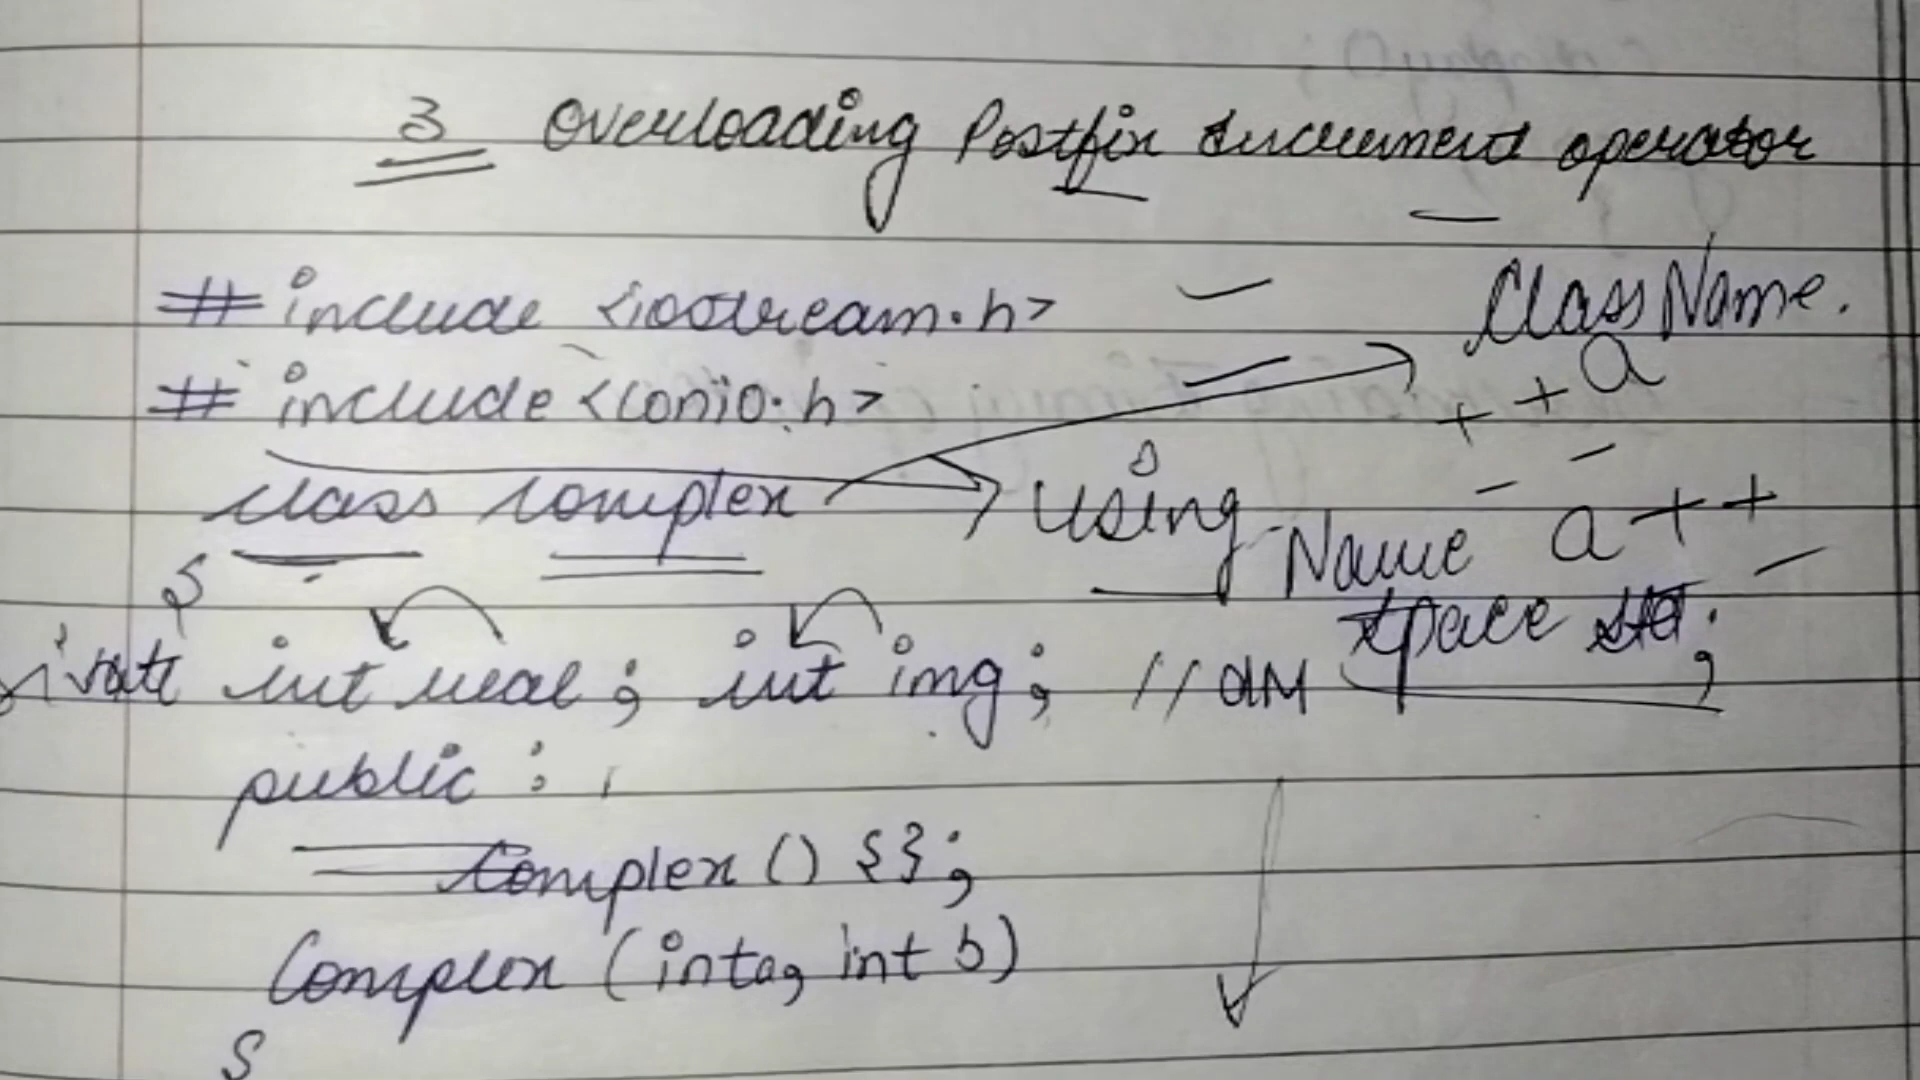 3 Overloading Postfix Increment operator
# include <iostream.h>
Class Name.
# include <conio.h>
++a
class complex
using Name space std;
a++
{
private int real; int img; // DM
public :
Complex () {};
Complex (int a, int b)
{